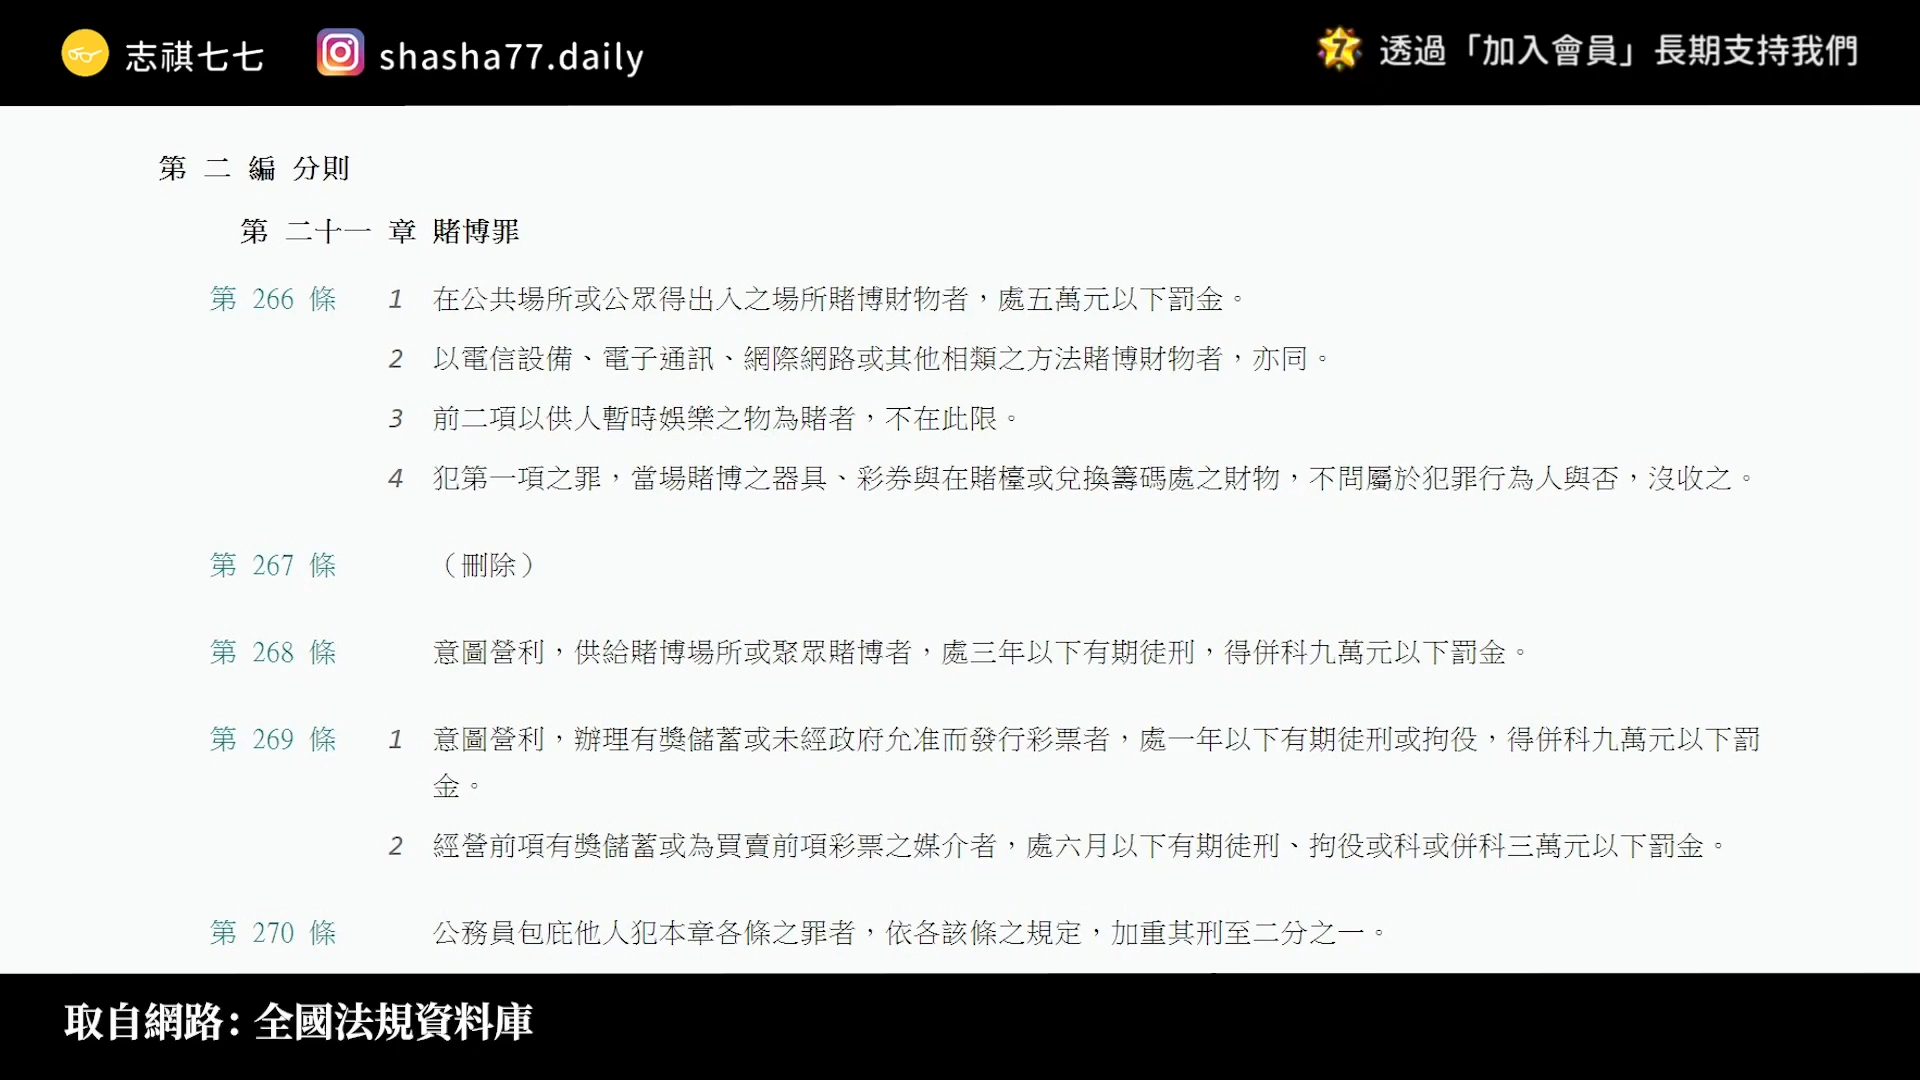 志祺七七 shasha77.daily 7 透過「加入會員」長期支持我們
第 二 編 分則
第 二十一 章 賭博罪
第 266 條 1 在公共場所或公眾得出入之場所賭博財物者，處五萬元以下罰金。
2 以電信設備、電子通訊、網際網路或其他相類之方法賭博財物者，亦同。
3 前二項以供人暫時娛樂之物為賭者，不在此限。
4 犯第一項之罪，當場賭博之器具、彩券與在賭檯或兌換籌碼處之財物，不問屬於犯罪行為人與否，沒收之。
第 267 條 （刪除）
第 268 條 意圖營利，供給賭博場所或聚眾賭博者，處三年以下有期徒刑，得併科九萬元以下罰金。
第 269 條 1 意圖營利，辦理有獎儲蓄或未經政府允准而發行彩票者，處一年以下有期徒刑或拘役，得併科九萬元以下罰
金。
2 經營前項有獎儲蓄或為買賣前項彩票之媒介者，處六月以下有期徒刑、拘役或科或併科三萬元以下罰金。
第 270 條 公務員包庇他人犯本章各條之罪者，依各該條之規定，加重其刑至二分之一。
取自網路：全國法規資料庫